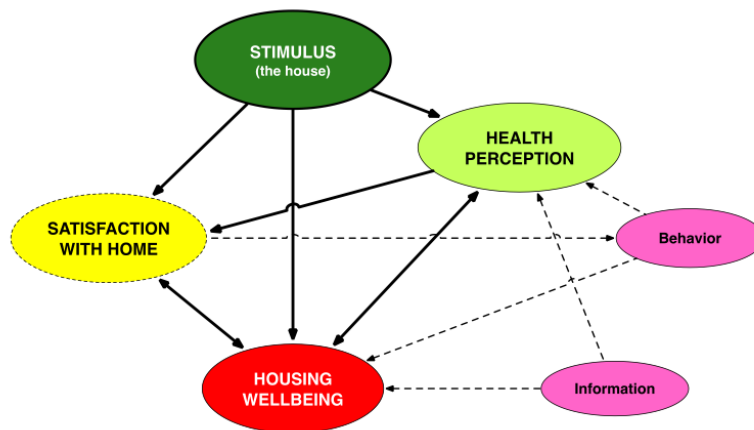 STIMULUS
(the house)
HEALTH
PERCEPTION
SATISFACTION
WITH HOME
Behavior
HOUSING
WELLBEING
Information